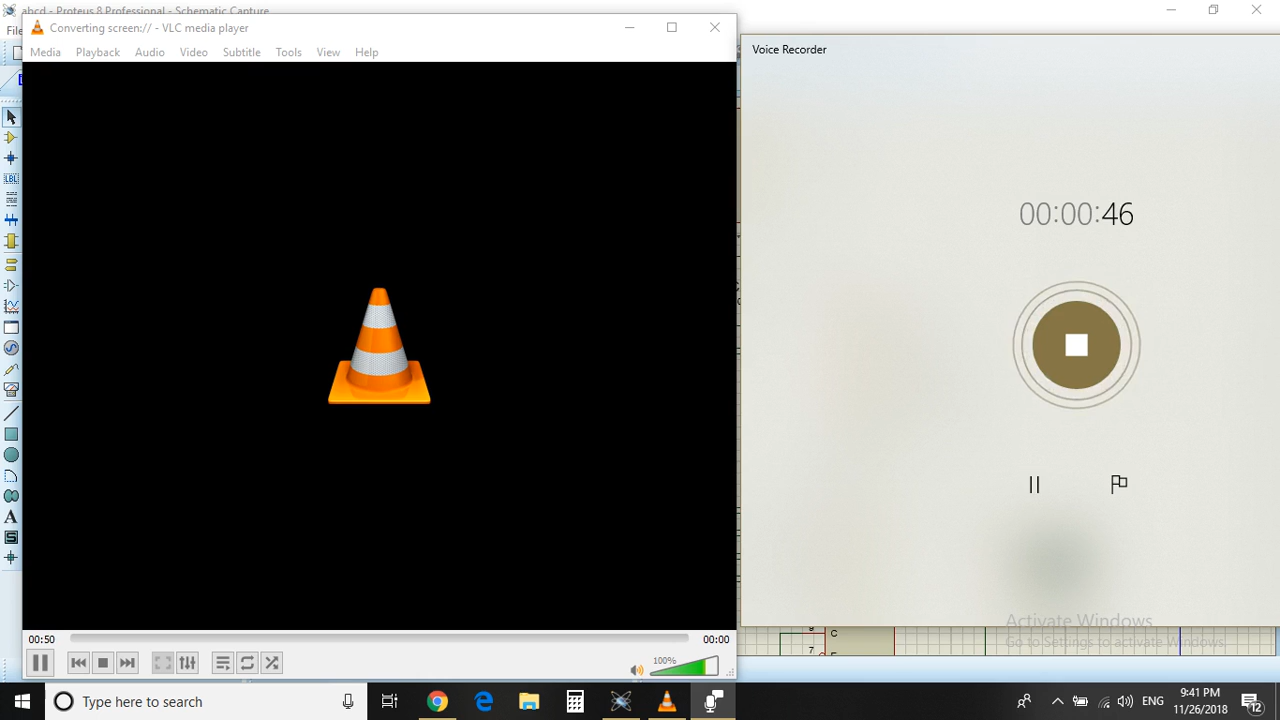 abcd - Proteus 8 Professional - Schematic Capture
File
Converting screen:// - VLC media player
Media Playback Audio Video Subtitle Tools View Help
Voice Recorder
00:00:46
LBL
A
S
00:50
00:00
100%
C
7
Activate Windows
Go to Settings to activate Windows.
Type here to search
ENG
9:41 PM
11/26/2018
12